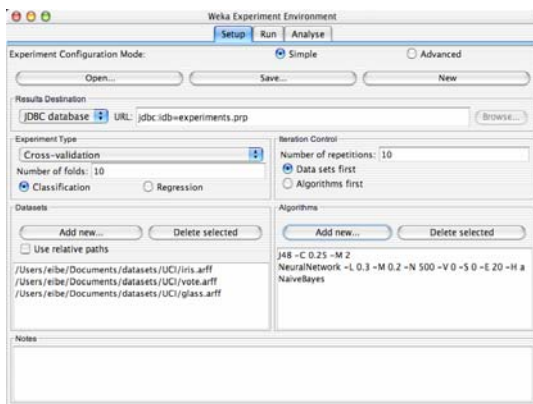 Weka Experiment Environment
Setup Run Analyse
Experiment Configuration Mode: Simple Advanced
Open... Save... New
Results Destination
JDBC database URL: jdbc:idb=experiments.prp Browse...
Experiment Type
Cross-validation
Number of folds: 10
Classification Regression
Iteration Control
Number of repetitions: 10
Data sets first
Algorithms first
Datasets
Add new... Delete selected
Use relative paths
/Users/eibe/Documents/datasets/UCI/iris.arff
/Users/eibe/Documents/datasets/UCI/vote.arff
/Users/eibe/Documents/datasets/UCI/glass.arff
Algorithms
Add new... Delete selected
J48 -C 0.25 -M 2
NeuralNetwork -L 0.3 -M 0.2 -N 500 -V 0 -S 0 -E 20 -H a
NaiveBayes
Notes